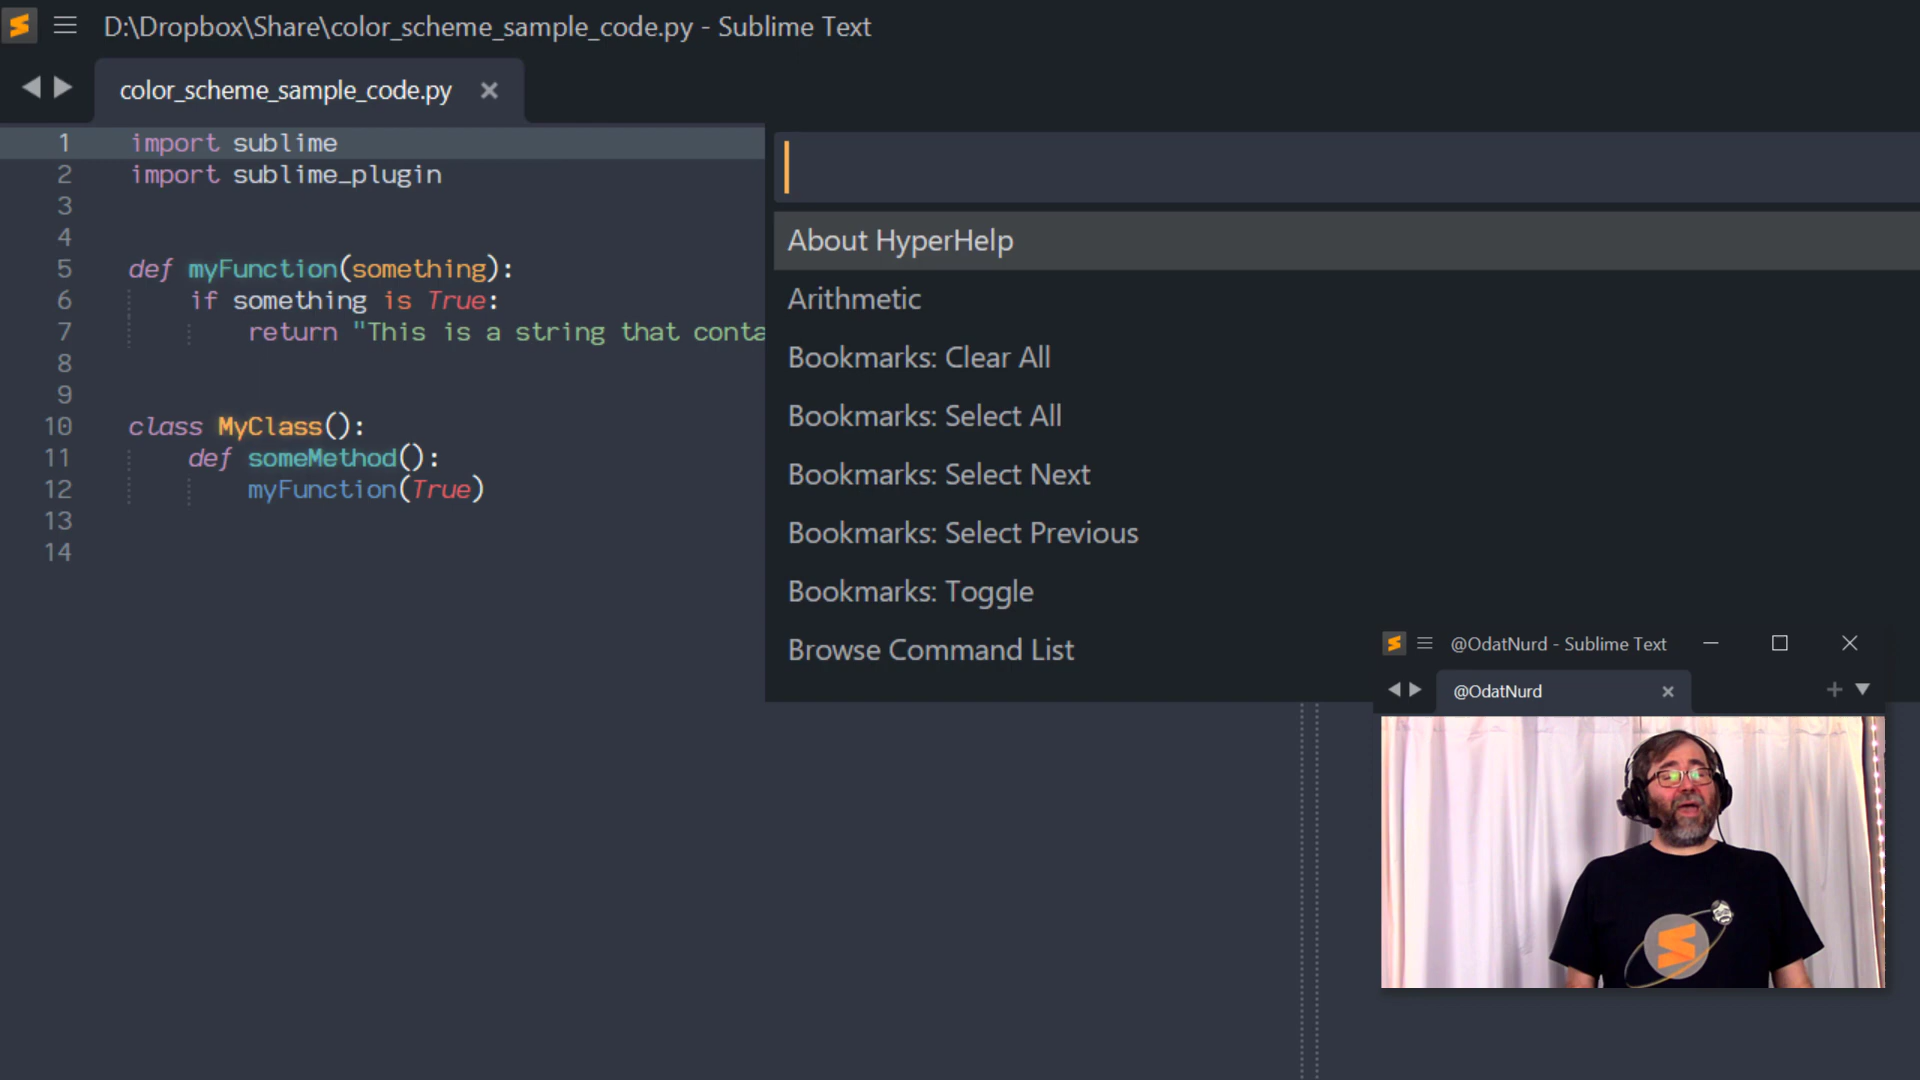 D:\Dropbox\Share\color_scheme_sample_code.py - Sublime Text
color_scheme_sample_code.py
1 import sublime
2 import sublime_plugin
3
4
5 def myFunction(something):
6 if something is True:
7 return "This is a string that conta
8
9
10 class MyClass():
11 def someMethod():
12 myFunction(True)
13
14
About HyperHelp
Arithmetic
Bookmarks: Clear All
Bookmarks: Select All
Bookmarks: Select Next
Bookmarks: Select Previous
Bookmarks: Toggle
Browse Command List
@OdatNurd - Sublime Text
@OdatNurd